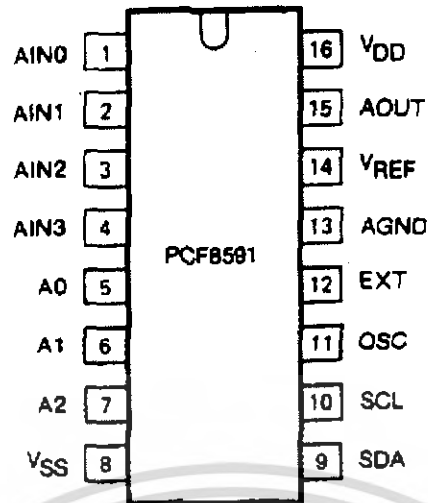 AIN0 1 16 VDD
AIN1 2 15 AOUT
AIN2 3 14 VREF
AIN3 4 13 AGND
PCF8591
A0 5 12 EXT
A1 6 11 OSC
A2 7 10 SCL
VSS 8 9 SDA